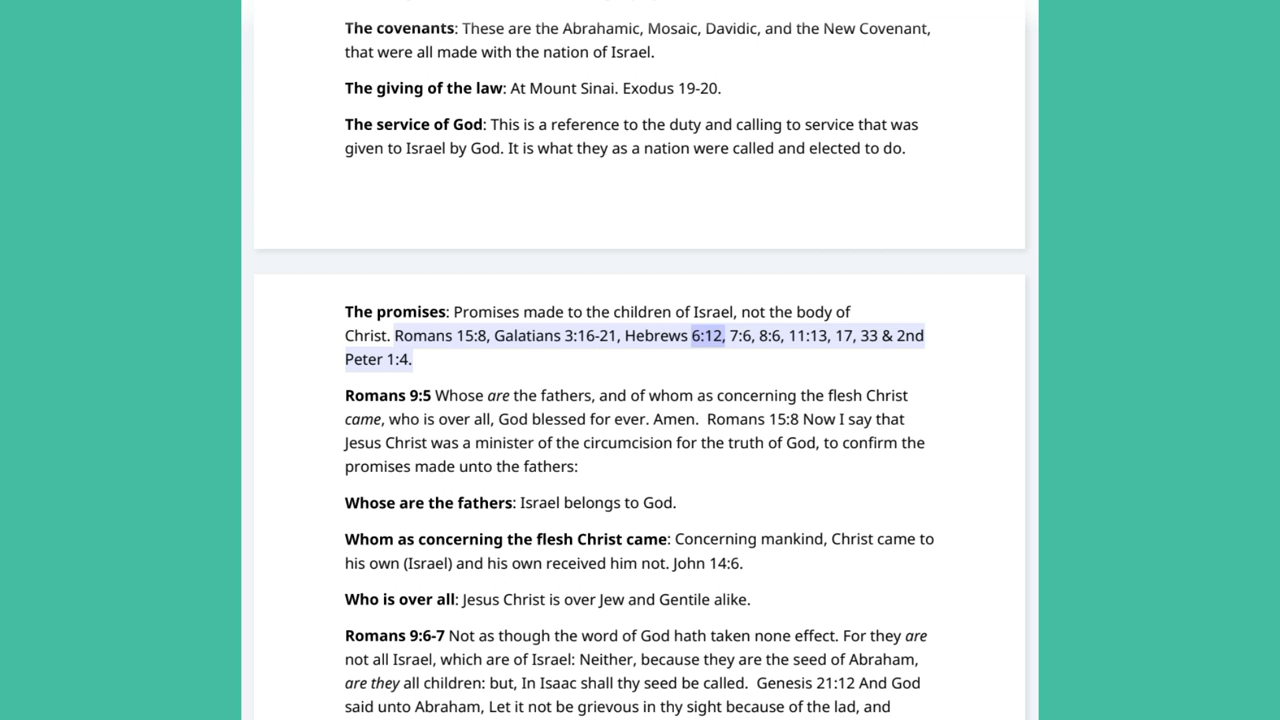 The covenants: These are the Abrahamic, Mosaic, Davidic, and the New Covenant,
that were all made with the nation of Israel.
The giving of the law: At Mount Sinai. Exodus 19-20.
The service of God: This is a reference to the duty and calling to service that was
given to Israel by God. It is what they as a nation were called and elected to do.
The promises: Promises made to the children of Israel, not the body of
Christ. Romans 15:8, Galatians 3:16-21, Hebrews 6:12, 7:6, 8:6, 11:13, 17, 33 & 2nd
Peter 1:4.
Romans 9:5 Whose are the fathers, and of whom as concerning the flesh Christ
came, who is over all, God blessed for ever. Amen.  Romans 15:8 Now I say that
Jesus Christ was a minister of the circumcision for the truth of God, to confirm the
promises made unto the fathers:
Whose are the fathers: Israel belongs to God.
Whom as concerning the flesh Christ came: Concerning mankind, Christ came to
his own (Israel) and his own received him not. John 14:6.
Who is over all: Jesus Christ is over Jew and Gentile alike.
Romans 9:6-7 Not as though the word of God hath taken none effect. For they are
not all Israel, which are of Israel: Neither, because they are the seed of Abraham,
are they all children: but, In Isaac shall thy seed be called.  Genesis 21:12 And God
said unto Abraham, Let it not be grievous in thy sight because of the lad, and